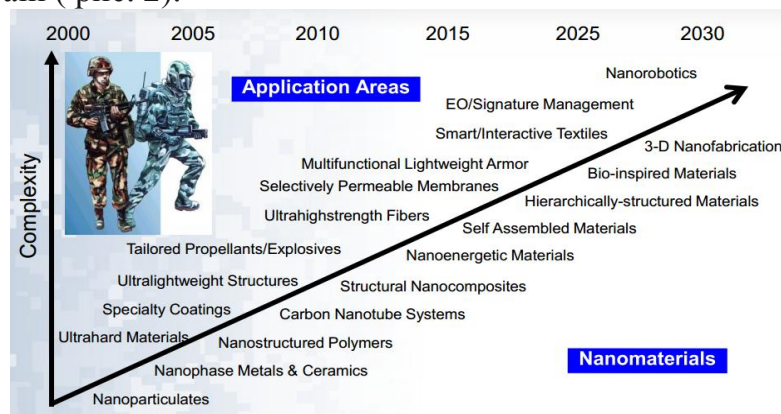 2000 2005 2010 2015 2025 2030
Nanorobotics
Application Areas
EO/Signature Management
Smart/Interactive Textiles
3-D Nanofabrication
Multifunctional Lightweight Armor
Bio-inspired Materials
Selectively Permeable Membranes
Hierarchically-structured Materials
Ultrahighstrength Fibers
Self Assembled Materials
Complexity
Tailored Propellants/Explosives
Nanoenergetic Materials
Ultralightweight Structures
Structural Nanocomposites
Specialty Coatings
Carbon Nanotube Systems
Ultrahard Materials
Nanostructured Polymers
Nanomaterials
Nanophase Metals & Ceramics
Nanoparticulates